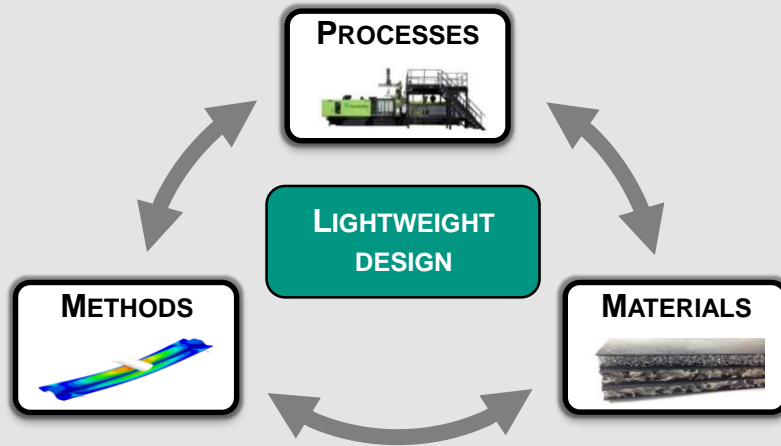 PROCESSES
LIGHTWEIGHT
DESIGN
METHODS
MATERIALS